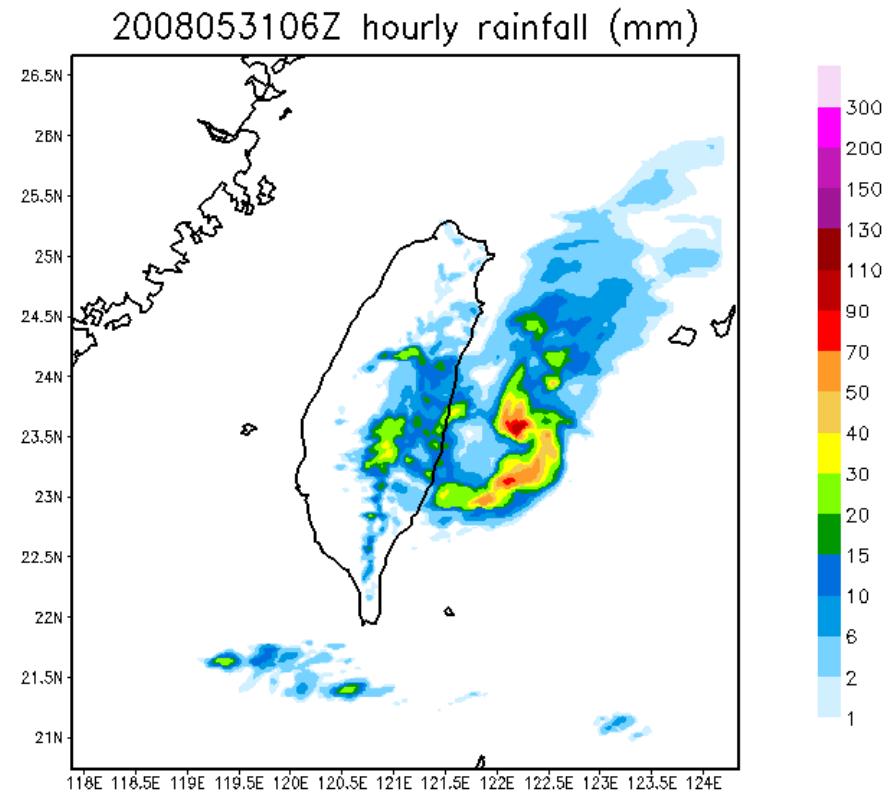 2008053106Z hourly rainfall (mm)
26.5N
26N
25.5N
25N
24.5N
24N
23.5N
23N
22.5N
22N
21.5N
21N
118E 118.5E 119E 119.5E 120E 120.5E 121E 121.5E 122E 122.5E 123E 123.5E 124E
300
200
150
130
110
90
70
50
40
30
20
15
10
6
2
1